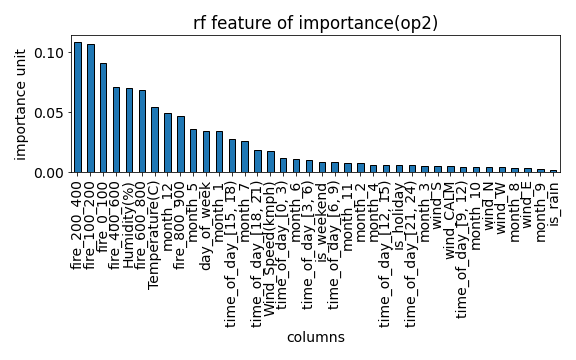 rf feature of importance(op2)
importance unit
0.10
0.05
0.00
fire_200_400
fire_100_200
fire_0_100
fire_400_600
Humidity(%)
fire_600_800
Temperature(C)
month_12
fire_800_900
month_5
day_of_week
month_1
time_of_day_[15, 18)
month_7
time_of_day_[18, 21)
Wind_Speed(kmph)
time_of_day_[0, 3)
month_6
time_of_day_[3, 6)
is_weekend
time_of_day_[6, 9)
month_11
month_2
month_4
time_of_day_[12, 15)
is_holiday
time_of_day_[21, 24)
month_3
wind_S
wind_CALM
time_of_day_[9, 12)
month_10
wind_N
wind_W
month_8
wind_E
month_9
is_rain
columns